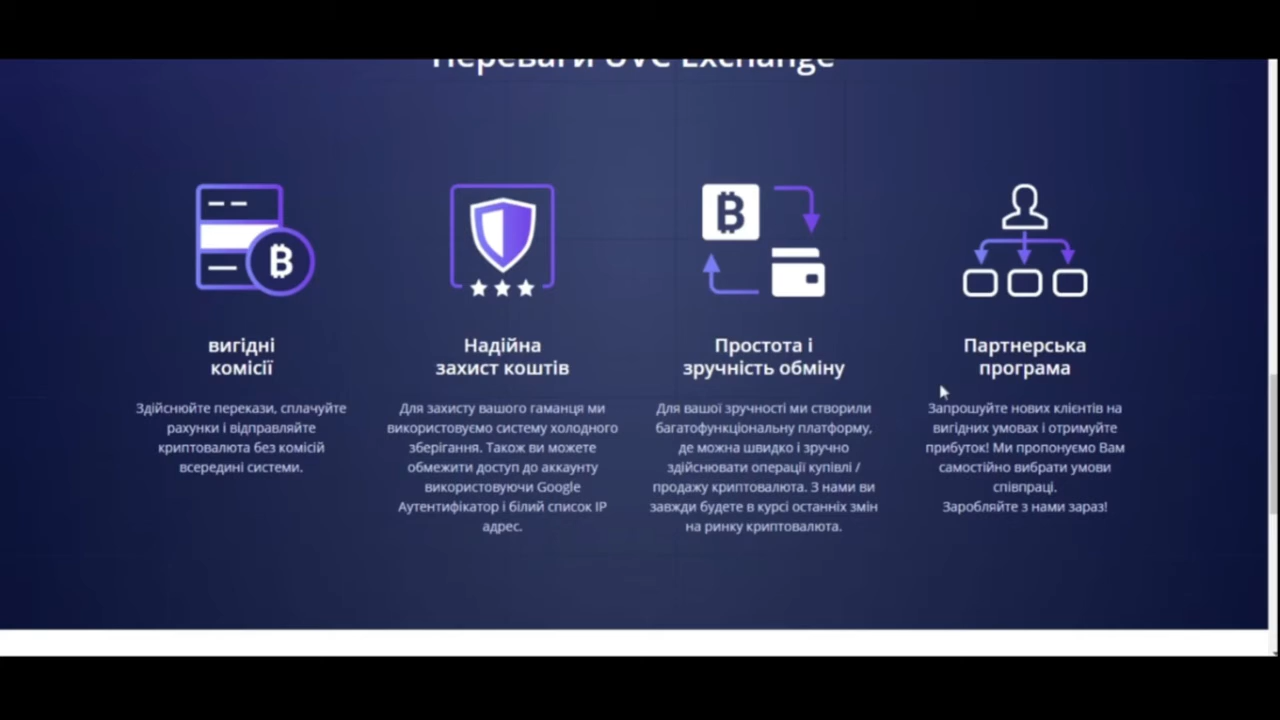 Переваги UVC Exchange
вигідні
комісії
Здійснюйте перекази, сплачуйте
рахунки і відправляйте
криптовалюта без комісій
всередині системи.
Надійна
захист коштів
Для захисту вашого гаманця ми
використовуємо систему холодного
зберігання. Також ви можете
обмежити доступ до аккаунту
використовуючи Google
Аутентифікатор і білий список IP
адрес.
Простота і
зручність обміну
Для вашої зручності ми створили
багатофункціональну платформу,
де можна швидко і зручно
здійснювати операції купівлі /
продажу криптовалюта. З нами ви
завжди будете в курсі останніх змін
на ринку криптовалюта.
Партнерська
програма
Запрошуйте нових клієнтів на
вигідних умовах і отримуйте
прибуток! Ми пропонуємо Вам
самостійно вибрати умови
співпраці.
Заробляйте з нами зараз!